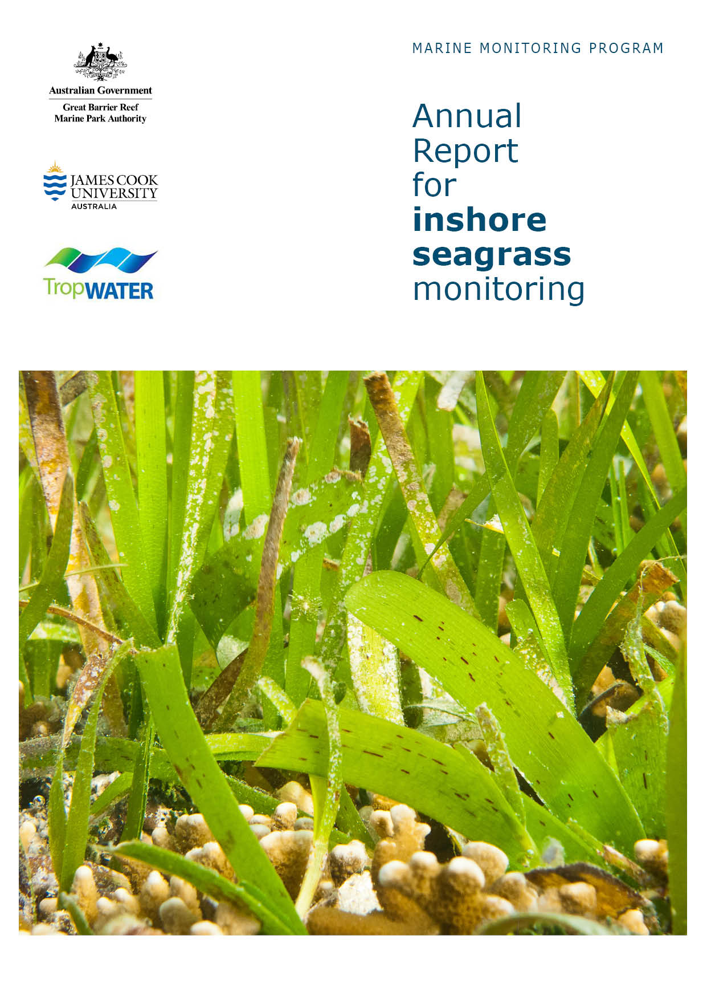 Australian Government
Great Barrier Reef
Marine Park Authority
JAMES COOK
UNIVERSITY
AUSTRALIA
TropWATER
MARINE MONITORING PROGRAM
Annual
Report
for
inshore
seagrass
monitoring